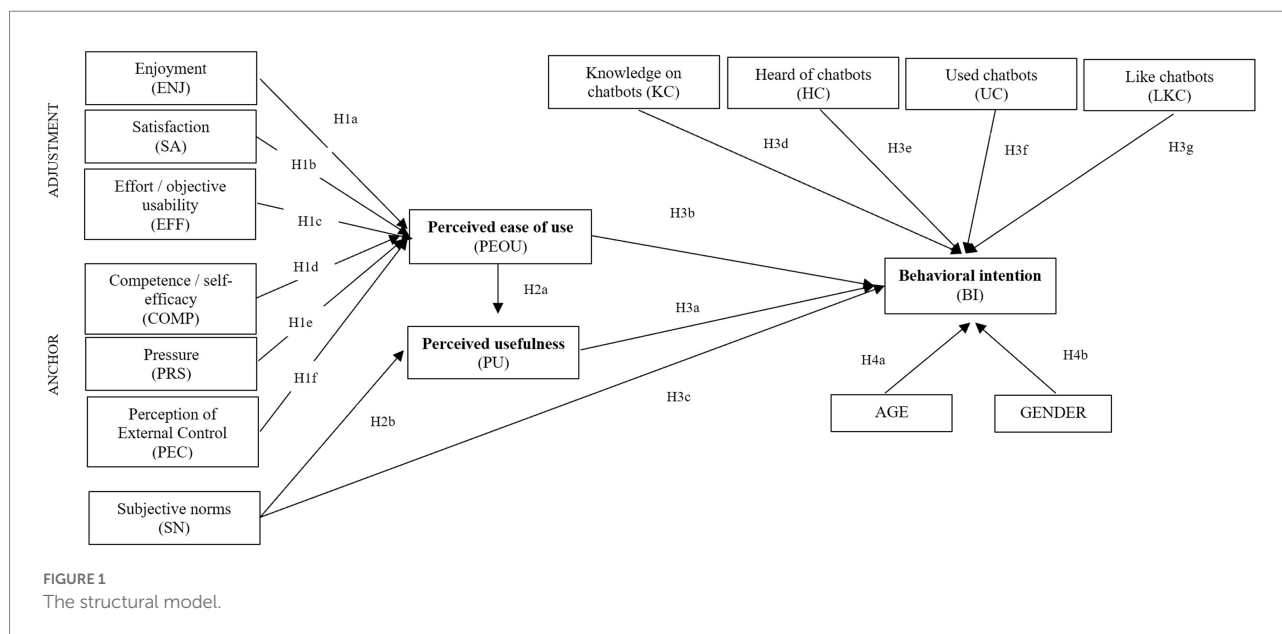 ADJUSTMENT
Enjoyment
(ENJ)
Satisfaction
(SA)
Effort / objective
usability
(EFF)
ANCHOR
Competence / self-
efficacy
(COMP)
Pressure
(PRS)
Perception of
External Control
(PEC)
Subjective norms
(SN)
H1a
H1b
H1c
H1d
H1e
H1f
H2b
Perceived ease of use
(PEOU)
H2a
Perceived usefulness
(PU)
Knowledge on
chatbots (KC)
Heard of chatbots
(HC)
Used chatbots
(UC)
Like chatbots
(LKC)
H3d
H3e
H3f
H3g
H3b
H3a
H3c
Behavioral intention
(BI)
H4a
H4b
AGE
GENDER
FIGURE 1
The structural model.